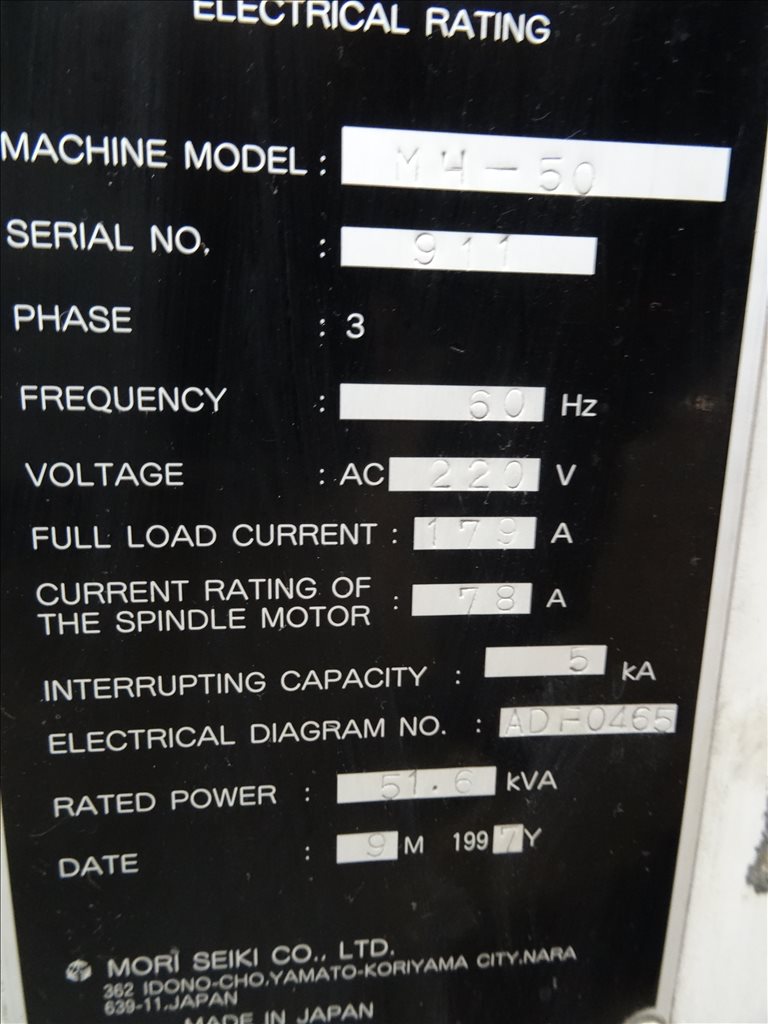 ELECTRICAL RATING
MACHINE MODEL : MH-50
SERIAL NO. : 911
PHASE : 3
FREQUENCY : 60 Hz
VOLTAGE : AC 220 V
FULL LOAD CURRENT : 179 A
CURRENT RATING OF
THE SPINDLE MOTOR : 78 A
INTERRUPTING CAPACITY : 5 kA
ELECTRICAL DIAGRAM NO. :
RATED POWER : 51.6 kVA
DATE : 9 M 1997 Y
MORI SEIKI CO., LTD.
362 IDONO-CHO, YAMATO-KORIYAMA CITY, NARA
639-11, JAPAN
MADE IN JAPAN